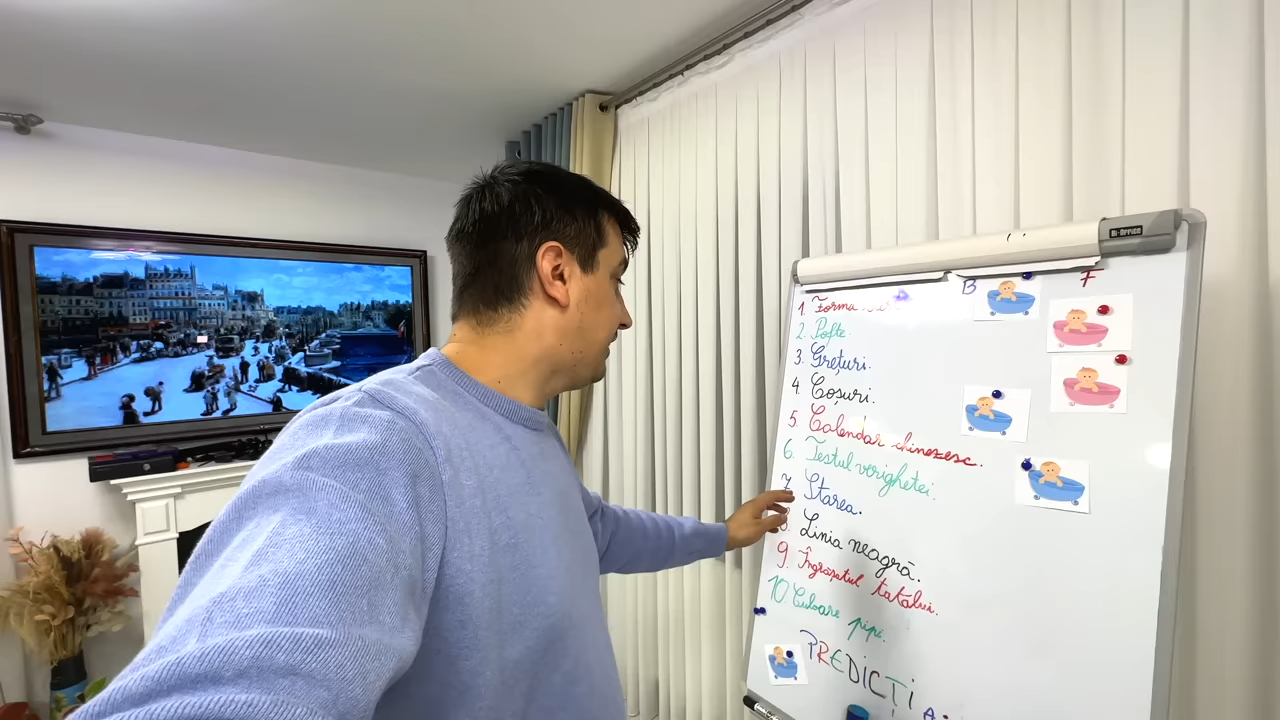 Bi-Office
B F
1. Forma
2. Pofte.
3. Grețuri.
4. Coșuri.
5. Calendar chinezesc.
6. Testul verighetei.
7. Starea.
8. Linia neagră.
9. Îngrășatul tatălui.
10. Culoare pipi.
PREDICȚI